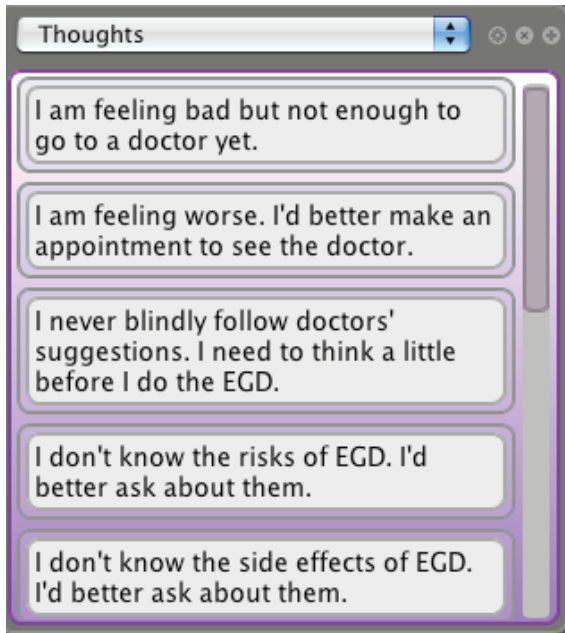 Thoughts
I am feeling bad but not enough to
go to a doctor yet.
I am feeling worse. I'd better make an
appointment to see the doctor.
I never blindly follow doctors'
suggestions. I need to think a little
before I do the EGD.
I don't know the risks of EGD. I'd
better ask about them.
I don't know the side effects of EGD.
I'd better ask about them.